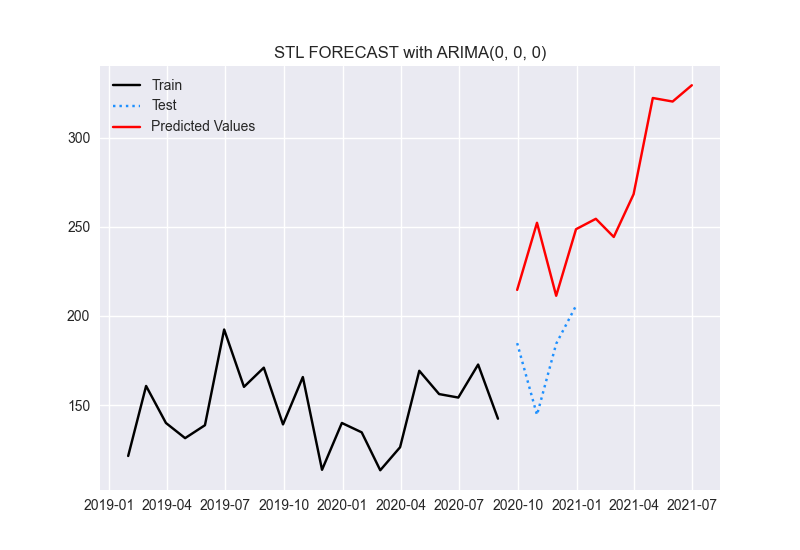 STL FORECAST with ARIMA(0, 0, 0)
Train
Test
Predicted Values
300
250
200
150
2019-01 2019-04 2019-07 2019-10 2020-01 2020-04 2020-07 2020-10 2021-01 2021-04 2021-07